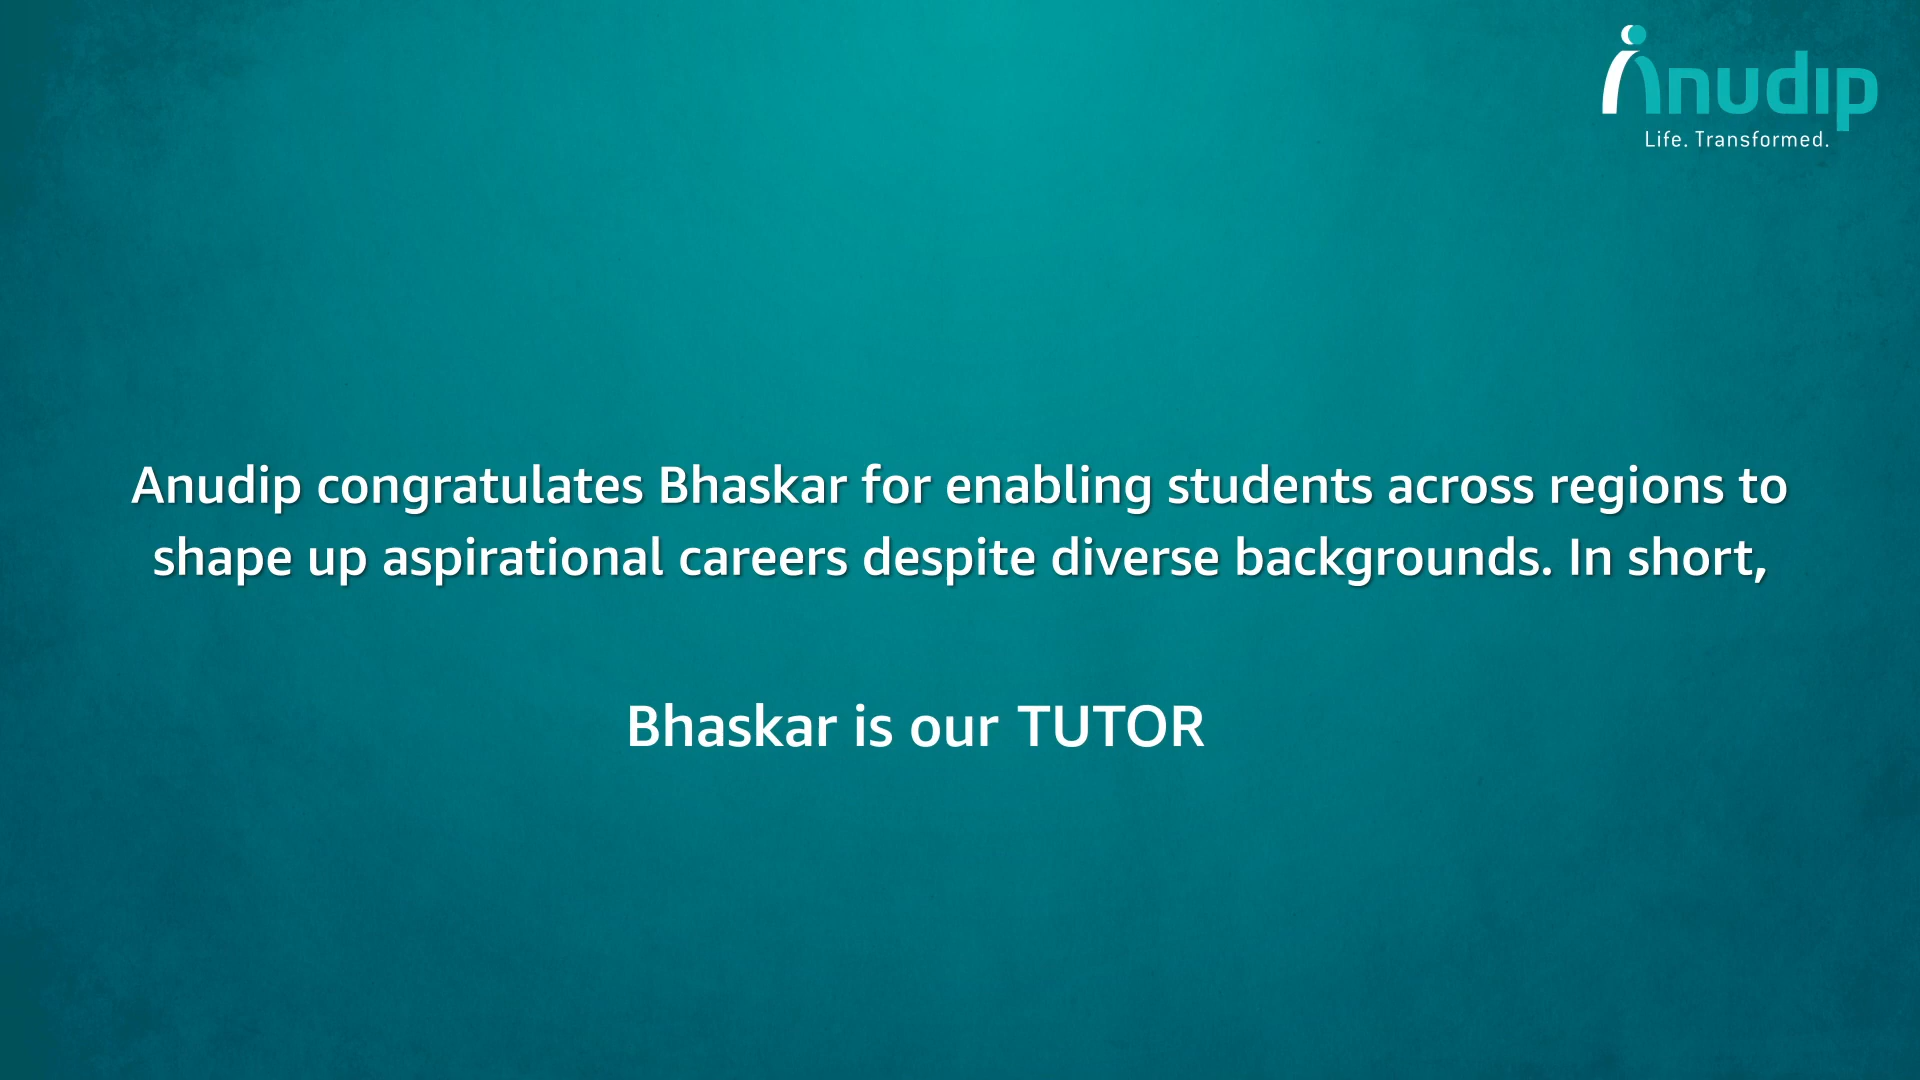 Anudip
Life. Transformed.
Anudip congratulates Bhaskar for enabling students across regions to
shape up aspirational careers despite diverse backgrounds. In short,
Bhaskar is our TUTOR